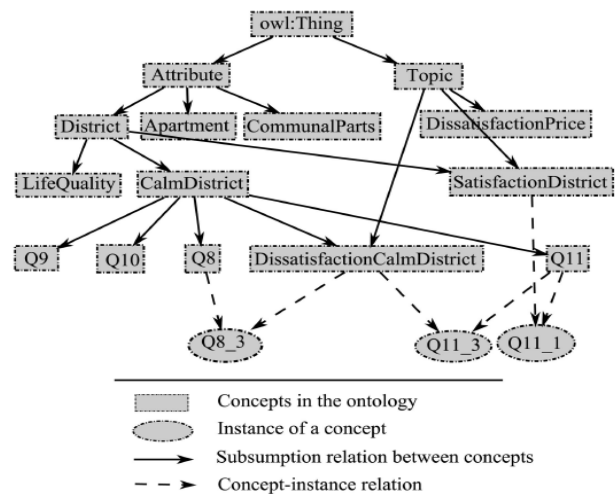 owl:Thing
Attribute Topic
District Apartment CommunalParts DissatisfactionPrice
LifeQuality CalmDistrict SatisfactionDistrict
Q9 Q10 Q8 DissatisfactionCalmDistrict Q11
Q8_3 Q11_3 Q11_1
Concepts in the ontology
Instance of a concept
Subsumption relation between concepts
Concept-instance relation